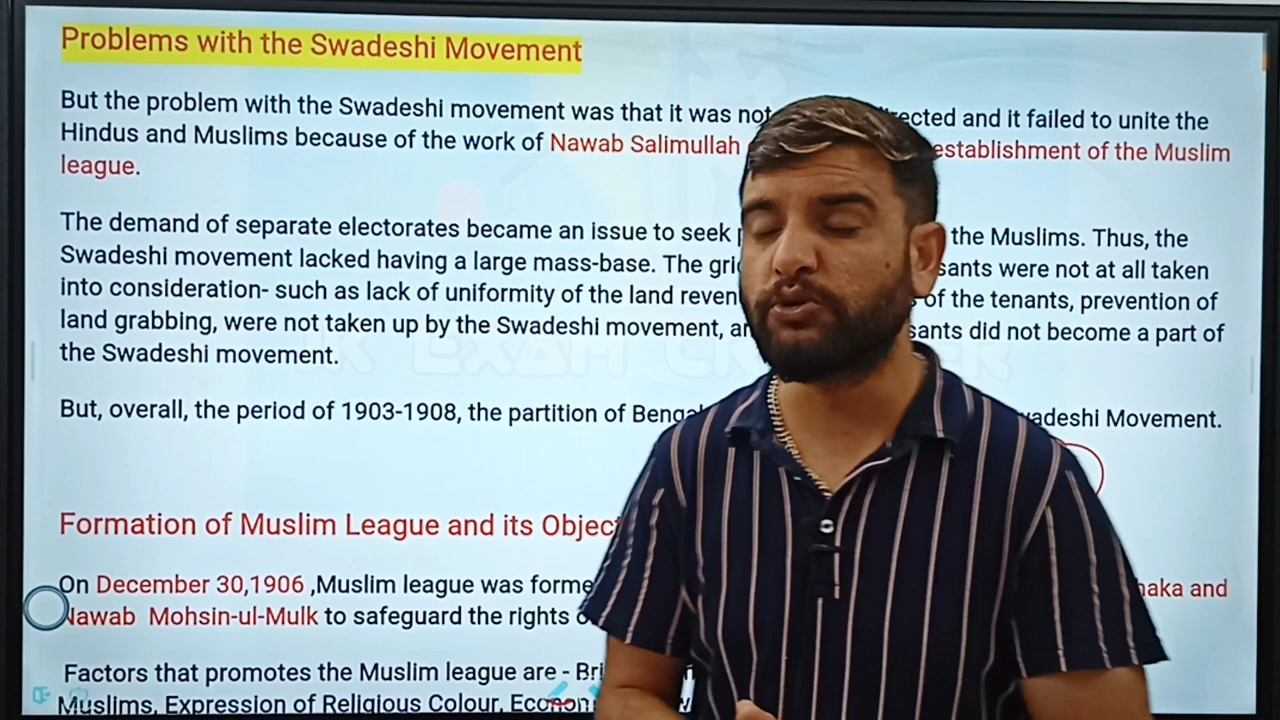 Problems with the Swadeshi Movement
But the problem with the Swadeshi movement was that it was not rected and it failed to unite the
Hindus and Muslims because of the work of Nawab Salimullah establishment of the Muslim
league.
The demand of separate electorates became an issue to seek the Muslims. Thus, the
Swadeshi movement lacked having a large mass-base. The sants were not at all taken
into consideration- such as lack of uniformity of the land of the tenants, prevention of
land grabbing, were not taken up by the Swadeshi movement, sants did not become a part of
the Swadeshi movement.
But, overall, the period of 1903-1908, the partition of Benga adeshi Movement.
Formation of Muslim League and its Objec
On December 30,1906 ,Muslim league was forme haka and
Nawab Mohsin-ul-Mulk to safeguard the rights
Factors that promotes the Muslim league are - Bri
Muslims, Expression of Religious Colour, Econ